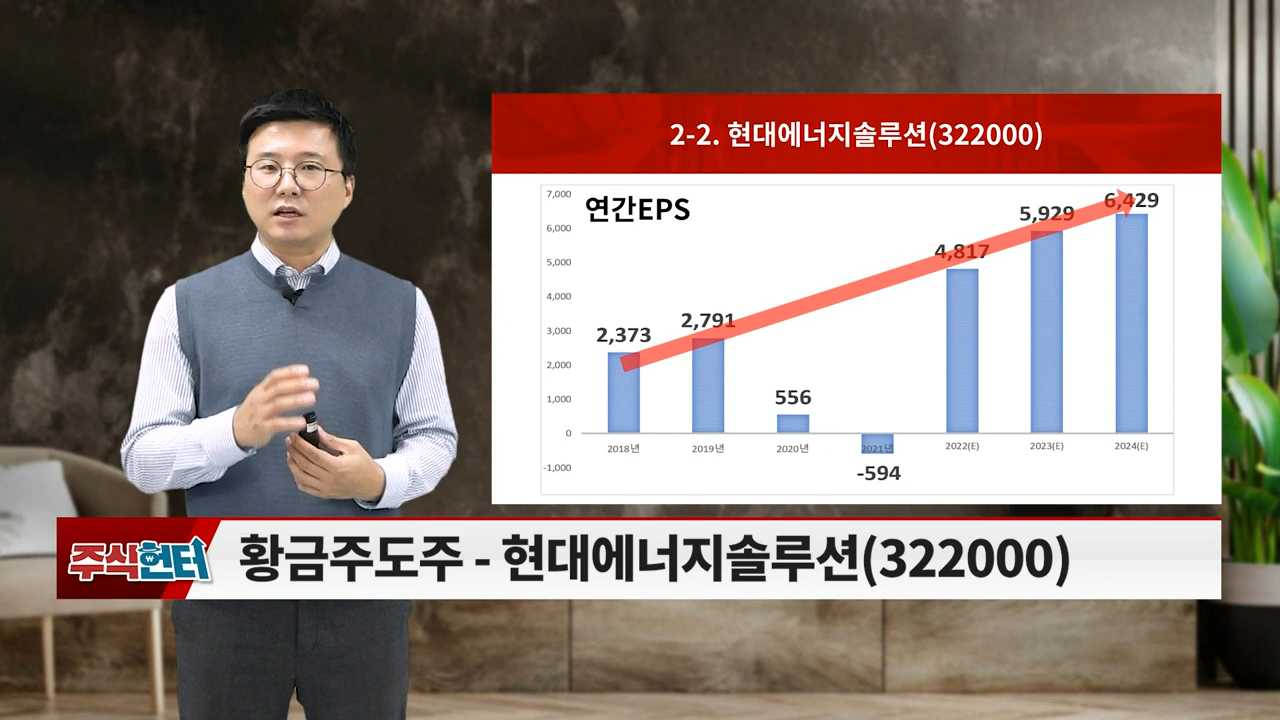 2-2. 현대에너지솔루션(322000)
연간EPS
7,000
6,000
5,000
4,000
3,000
2,000
1,000
0
-1,000
2,373
2,791
556
-594
4,817
5,929
6,429
2018년
2019년
2020년
2021년
2022(E)
2023(E)
2024(E)
주식헌터
황금주도주 - 현대에너지솔루션(322000)